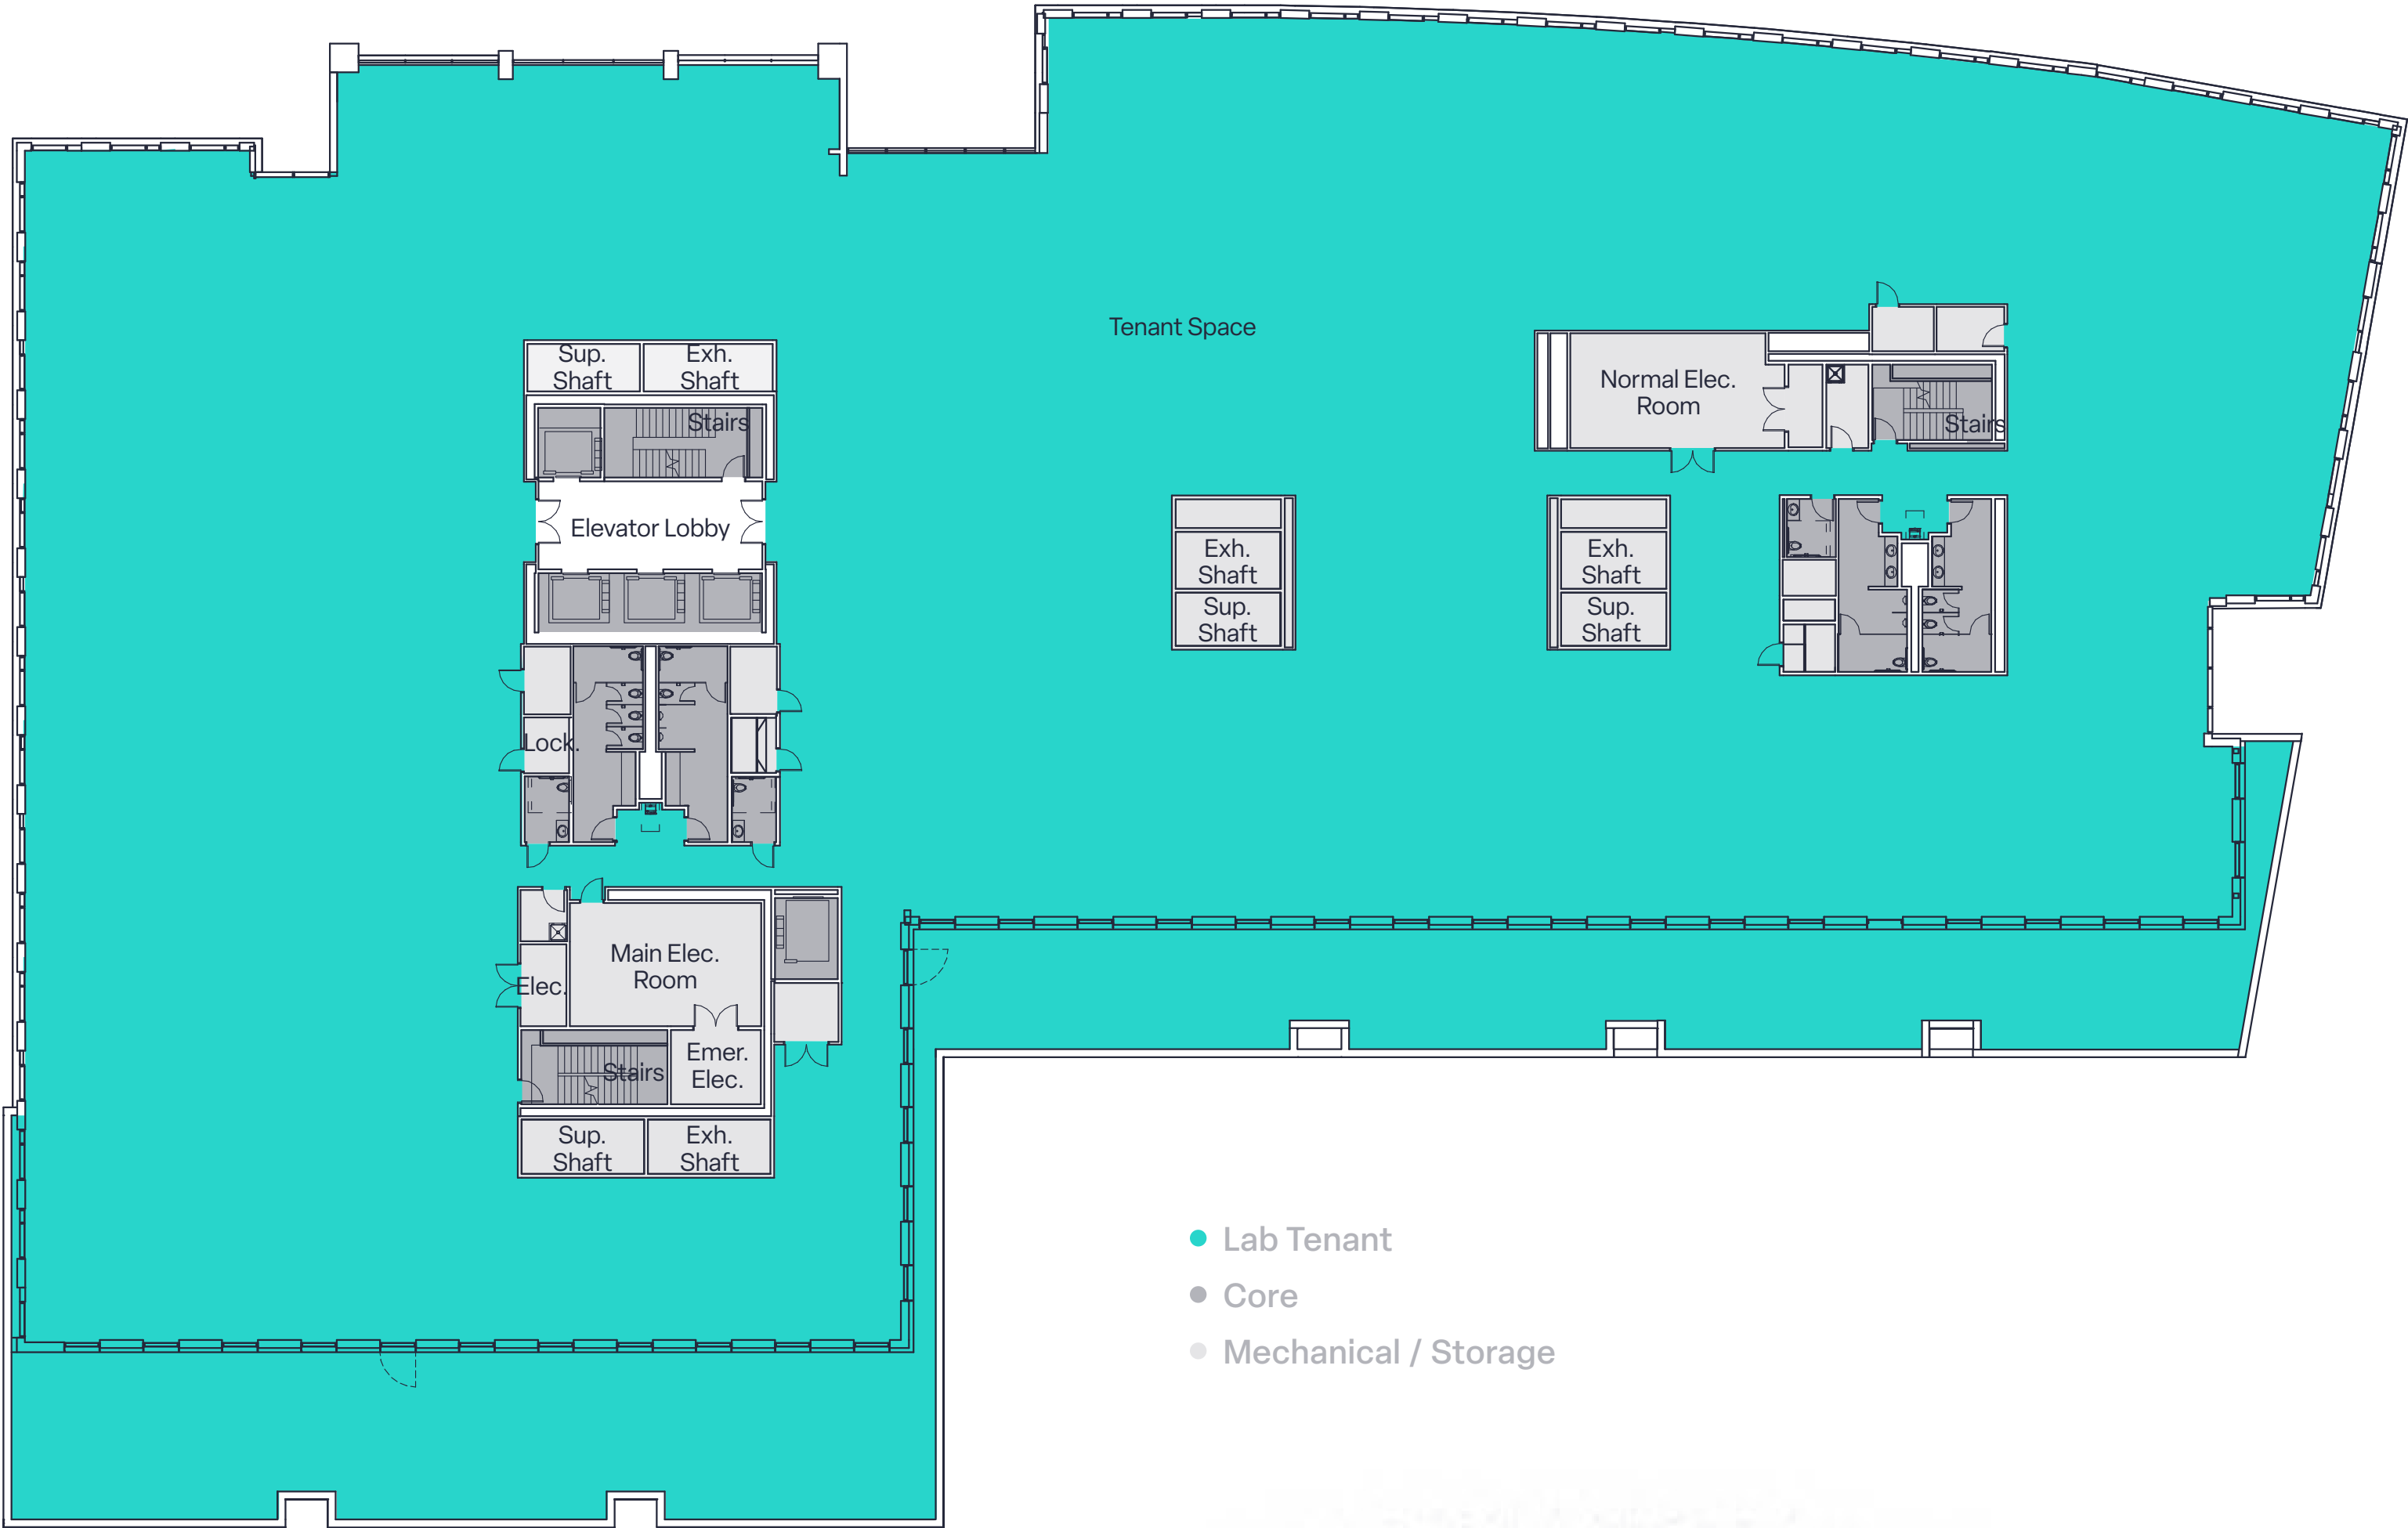 Tenant Space
Sup.
Shaft
Exh.
Shaft
Stairs
Elevator Lobby
Normal Elec.
Room
Stairs
Exh.
Shaft
Sup.
Shaft
Exh.
Shaft
Sup.
Shaft
Lock.
Main Elec.
Room
Elec.
Stairs
Emer.
Elec.
Sup.
Shaft
Exh.
Shaft
Lab Tenant
Core
Mechanical / Storage